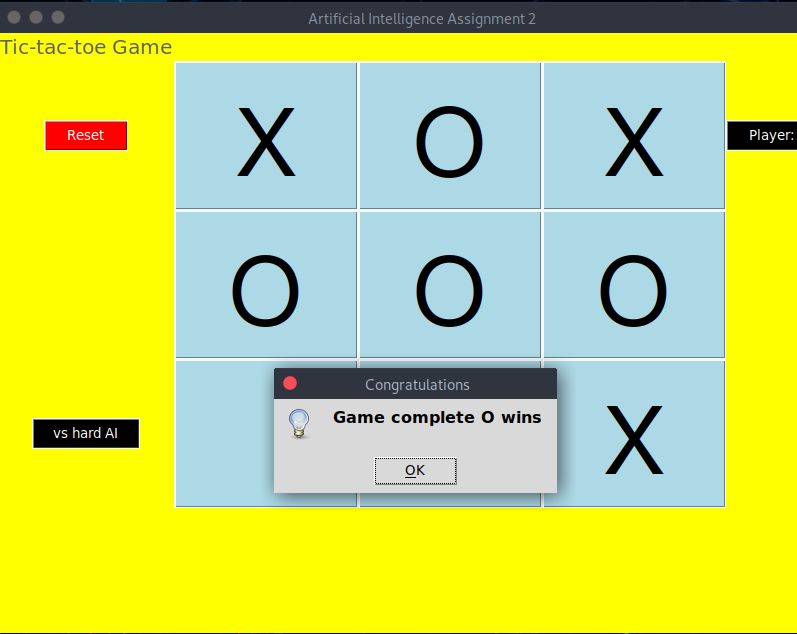 Artificial Intelligence Assignment 2
Tic-tac-toe Game
X O X
Reset
Player:
O O O
Congratulations
Game complete O wins
OK
vs hard AI
X